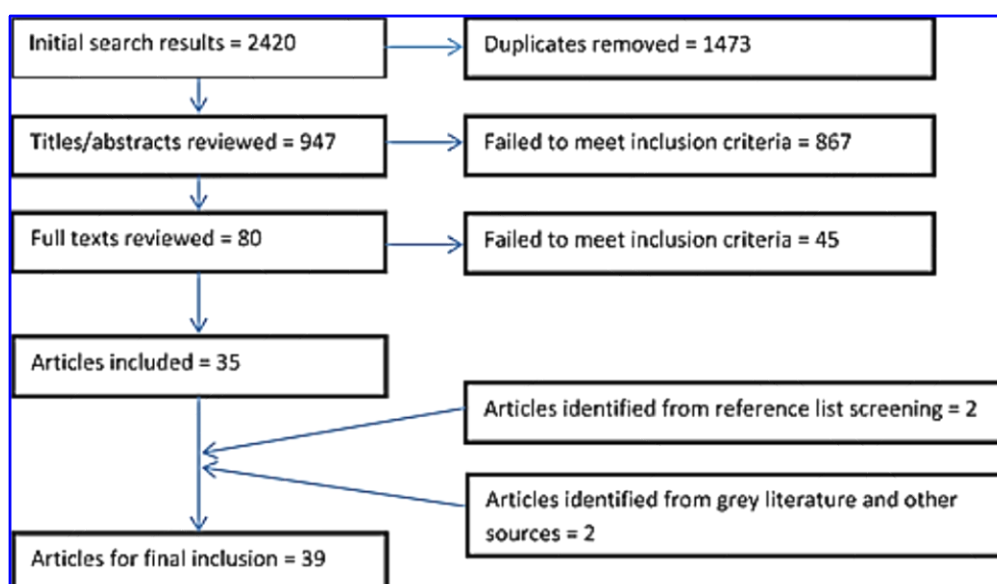 Initial search results = 2420
Duplicates removed = 1473
Titles/abstracts reviewed = 947
Failed to meet inclusion criteria = 867
Full texts reviewed = 80
Failed to meet inclusion criteria = 45
Articles included = 35
Articles identified from reference list screening = 2
Articles identified from grey literature and other
sources = 2
Articles for final inclusion = 39